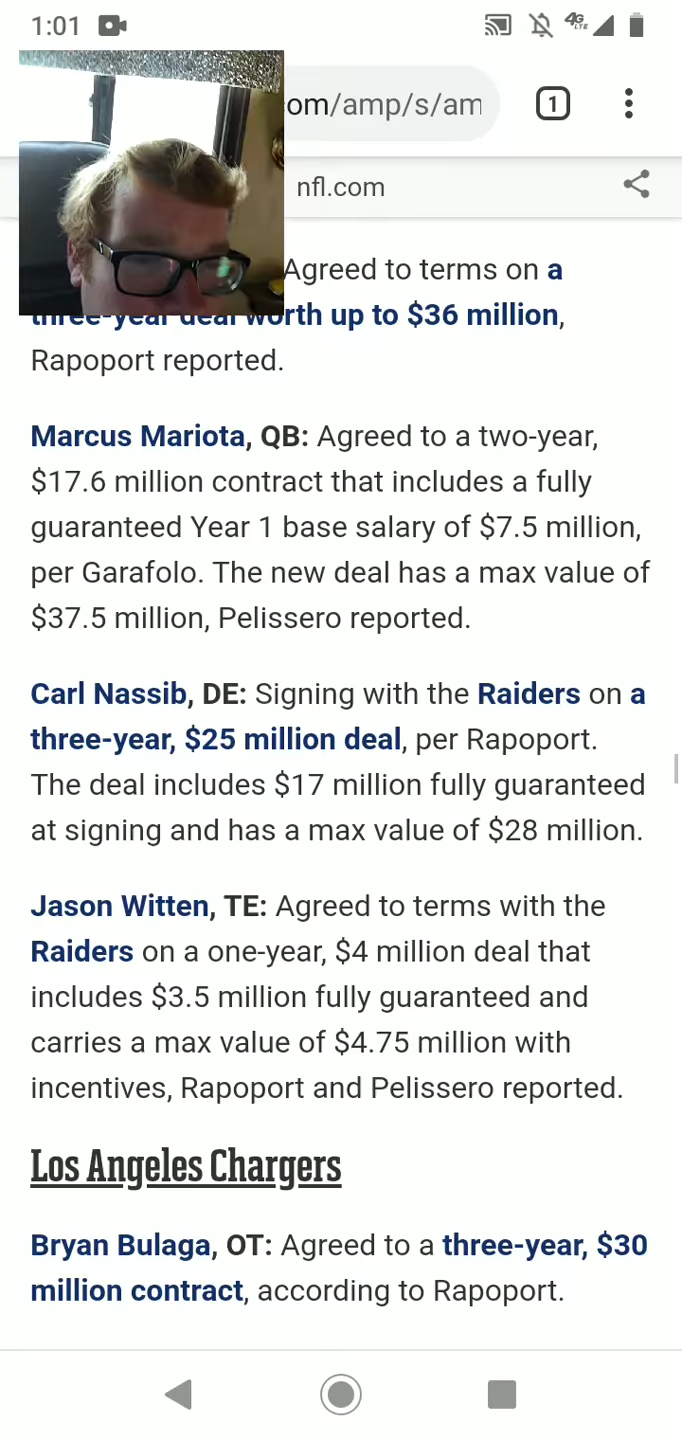 1:01
4G
LTE
om/amp/s/am
1
nfl.com
Agreed to terms on a
three-year deal worth up to $36 million,
Rapoport reported.
Marcus Mariota, QB: Agreed to a two-year,
$17.6 million contract that includes a fully
guaranteed Year 1 base salary of $7.5 million,
per Garafolo. The new deal has a max value of
$37.5 million, Pelissero reported.
Carl Nassib, DE: Signing with the Raiders on a
three-year, $25 million deal, per Rapoport.
The deal includes $17 million fully guaranteed
at signing and has a max value of $28 million.
Jason Witten, TE: Agreed to terms with the
Raiders on a one-year, $4 million deal that
includes $3.5 million fully guaranteed and
carries a max value of $4.75 million with
incentives, Rapoport and Pelissero reported.
Los Angeles Chargers
Bryan Bulaga, OT: Agreed to a three-year, $30
million contract, according to Rapoport.